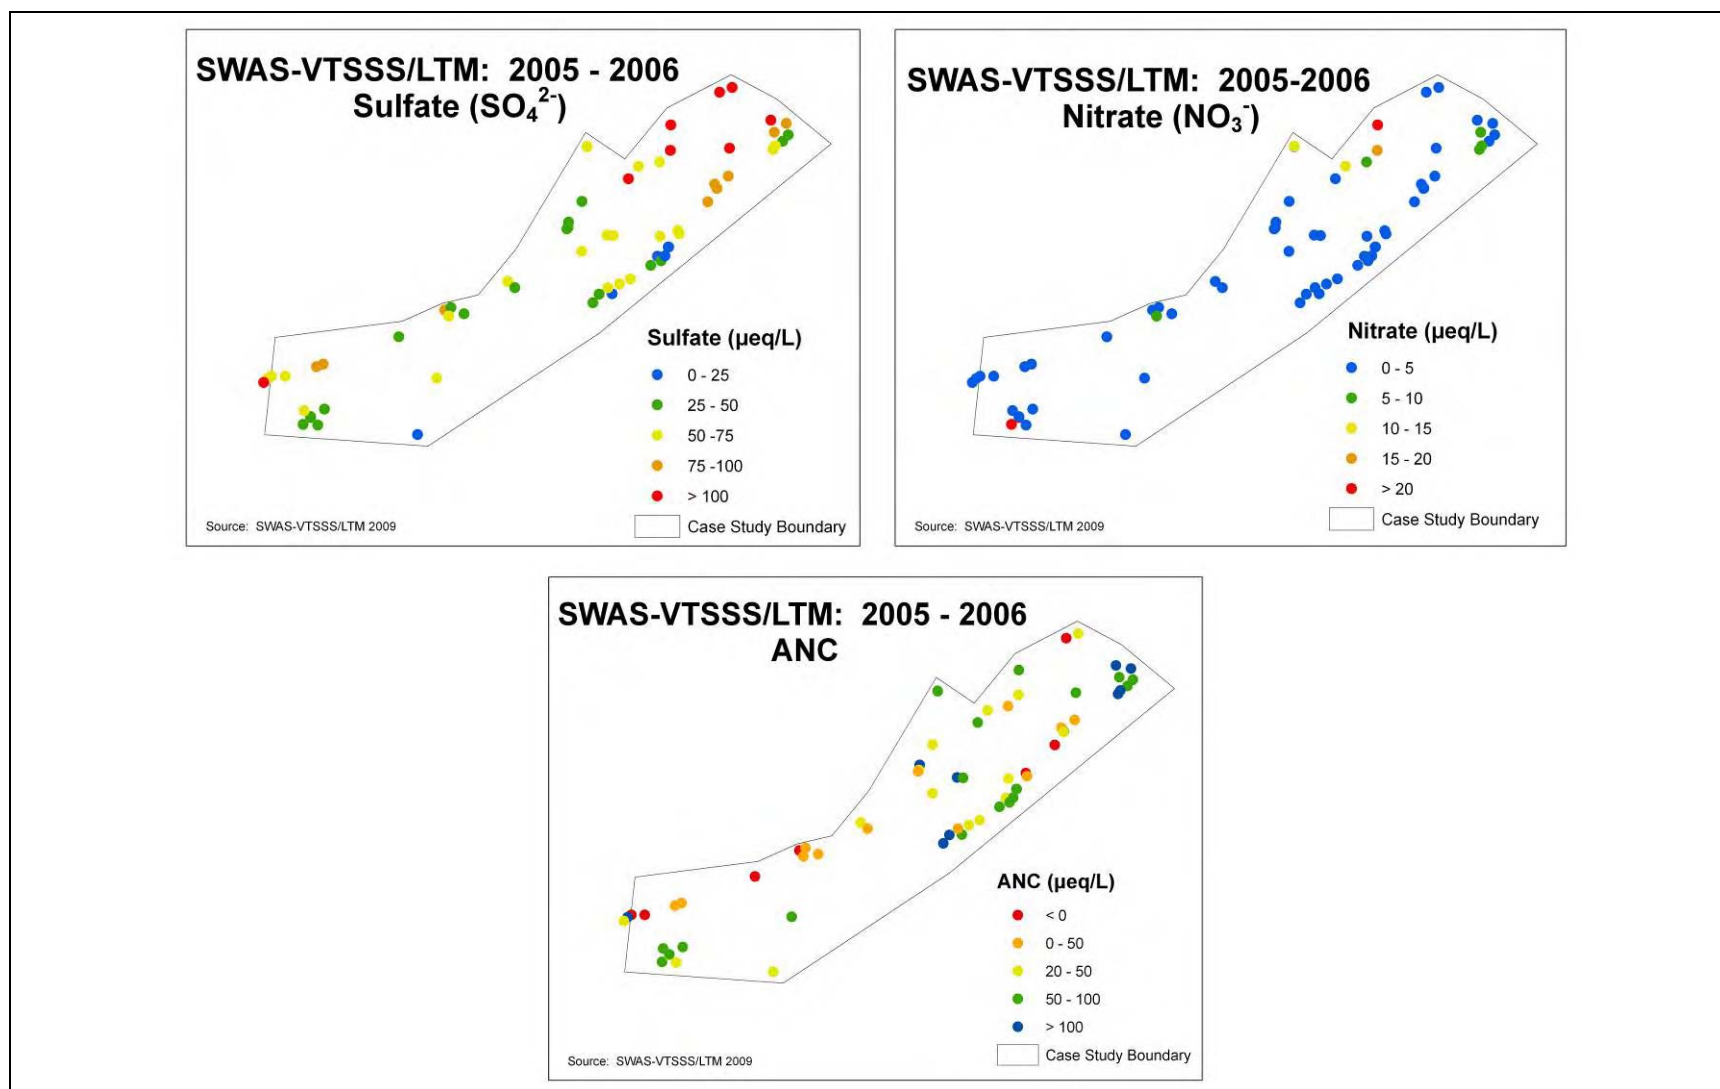 SWAS-VTSSS/LTM: 2005 - 2006
Sulfate (SO₄²⁻)
Sulfate (µeq/L)
0 - 25
25 - 50
50 -75
75 -100
> 100
Case Study Boundary
Source: SWAS-VTSSS/LTM 2009
SWAS-VTSSS/LTM: 2005-2006
Nitrate (NO₃⁻)
Nitrate (µeq/L)
0 - 5
5 - 10
10 - 15
15 - 20
> 20
Case Study Boundary
Source: SWAS-VTSSS/LTM 2009
SWAS-VTSSS/LTM: 2005 - 2006
ANC
ANC (µeq/L)
< 0
0 - 50
20 - 50
50 - 100
> 100
Case Study Boundary
Source: SWAS-VTSSS/LTM 2009